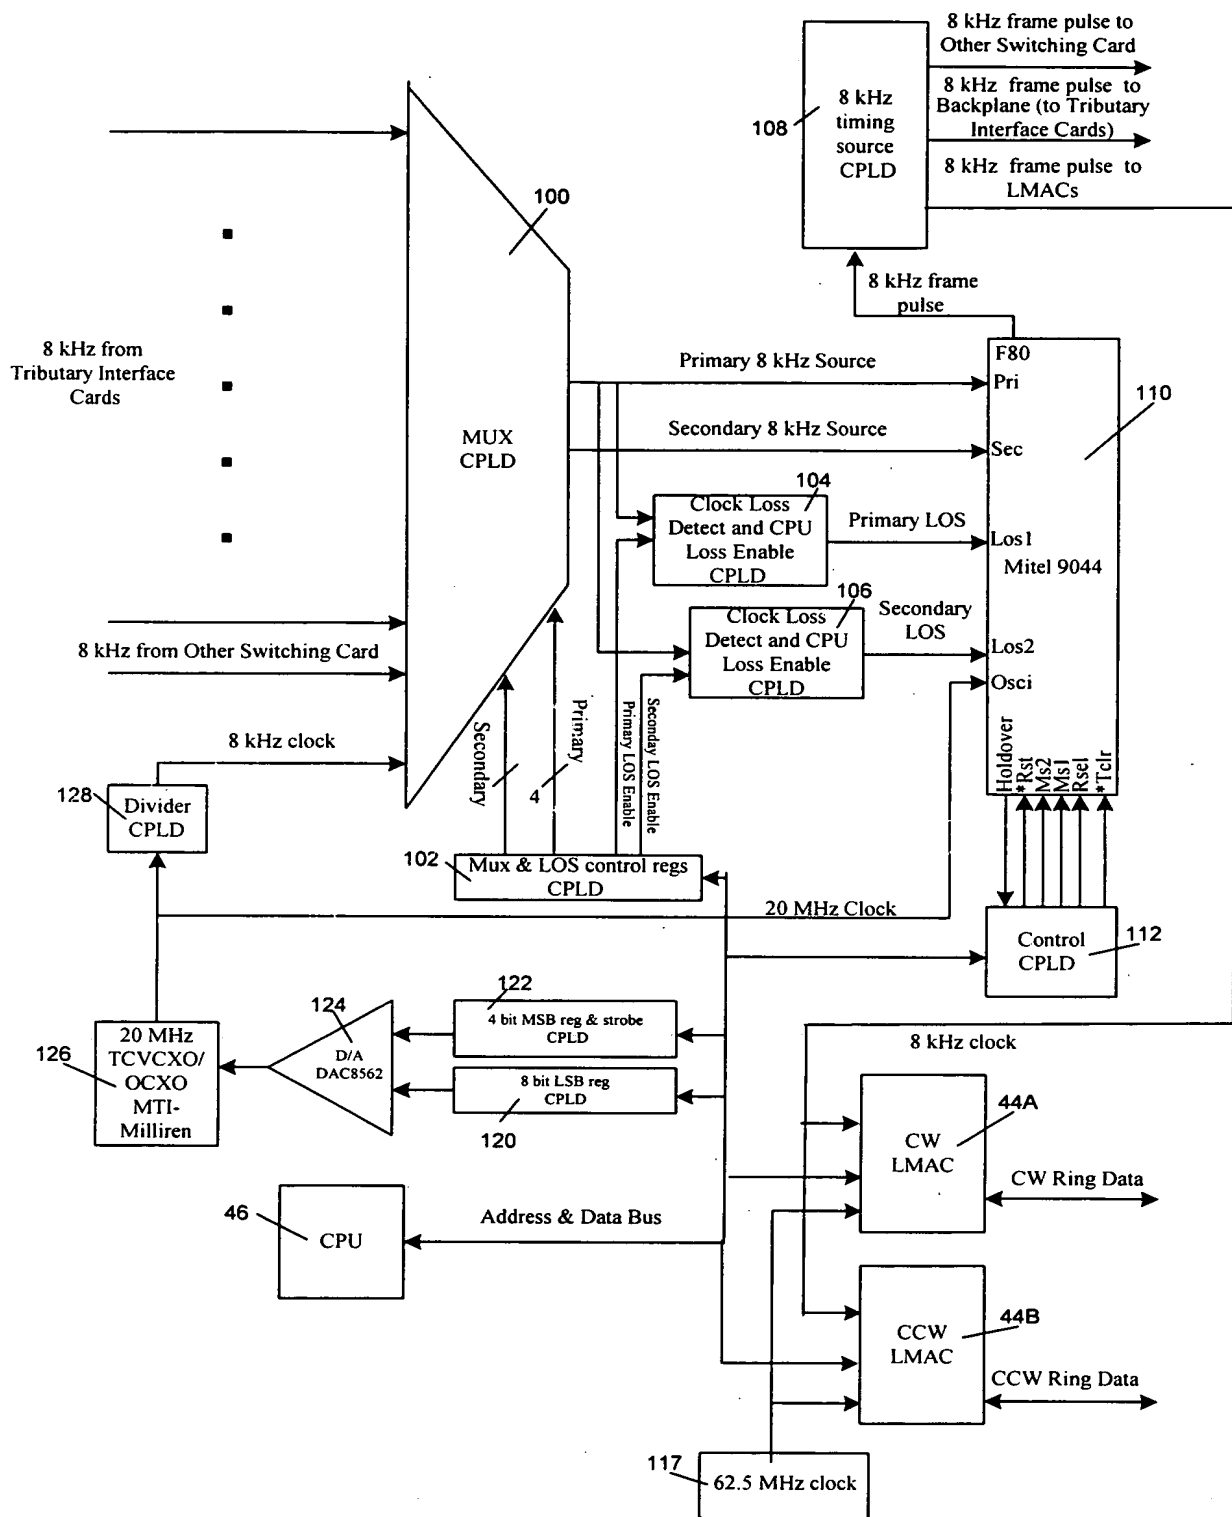 8 kHz frame pulse to
Other Switching Card
8 kHz frame pulse to
Backplane (to Tributary
Interface Cards)
8 kHz frame pulse to
LMACs
108
8 kHz
timing
source
CPLD
100
8 kHz frame
pulse
8 kHz from
Tributary Interface
Cards
MUX
CPLD
Primary 8 kHz Source
Secondary 8 kHz Source
F80
Pri
110
Sec
104
Clock Loss
Detect and CPU
Loss Enable
CPLD
Primary LOS
Los1
Mitel 9044
106
Clock Loss
Detect and CPU
Loss Enable
CPLD
Secondary
LOS
Los2
Osci
8 kHz from Other Switching Card
8 kHz clock
Secondary
4
Primary
Primary LOS Enable
Seconday LOS Enable
Holdover
*Rst
Ms2
Ms1
Rsel
*Tclr
128
Divider
CPLD
102
Mux & LOS control regs
CPLD
20 MHz Clock
Control
CPLD
112
122
4 bit MSB reg & strobe
CPLD
124
D/A
DAC8562
8 bit LSB reg
CPLD
120
126
20 MHz
TCVCXO/
OCXO
MTI-
Milliren
8 kHz clock
44A
CW
LMAC
CW Ring Data
46
CPU
Address & Data Bus
44B
CCW
LMAC
CCW Ring Data
117
62.5 MHz clock